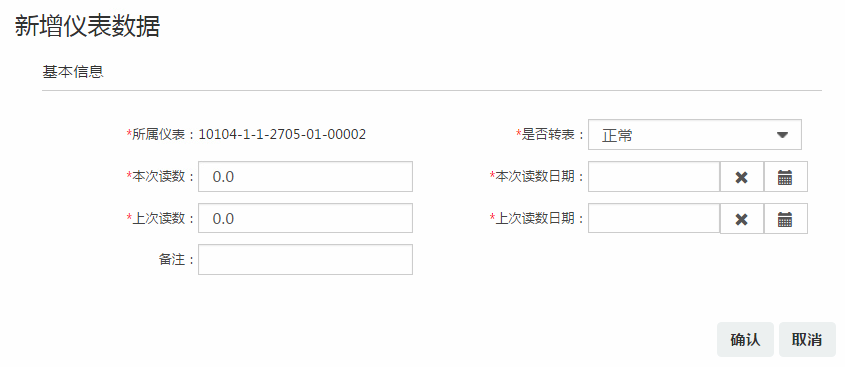 新增仪表数据
基本信息
*所属仪表：10104-1-1-2705-01-00002 *是否转表：正常
*本次读数：0.0 *本次读数日期：
*上次读数：0.0 *上次读数日期：
备注：
确认 取消